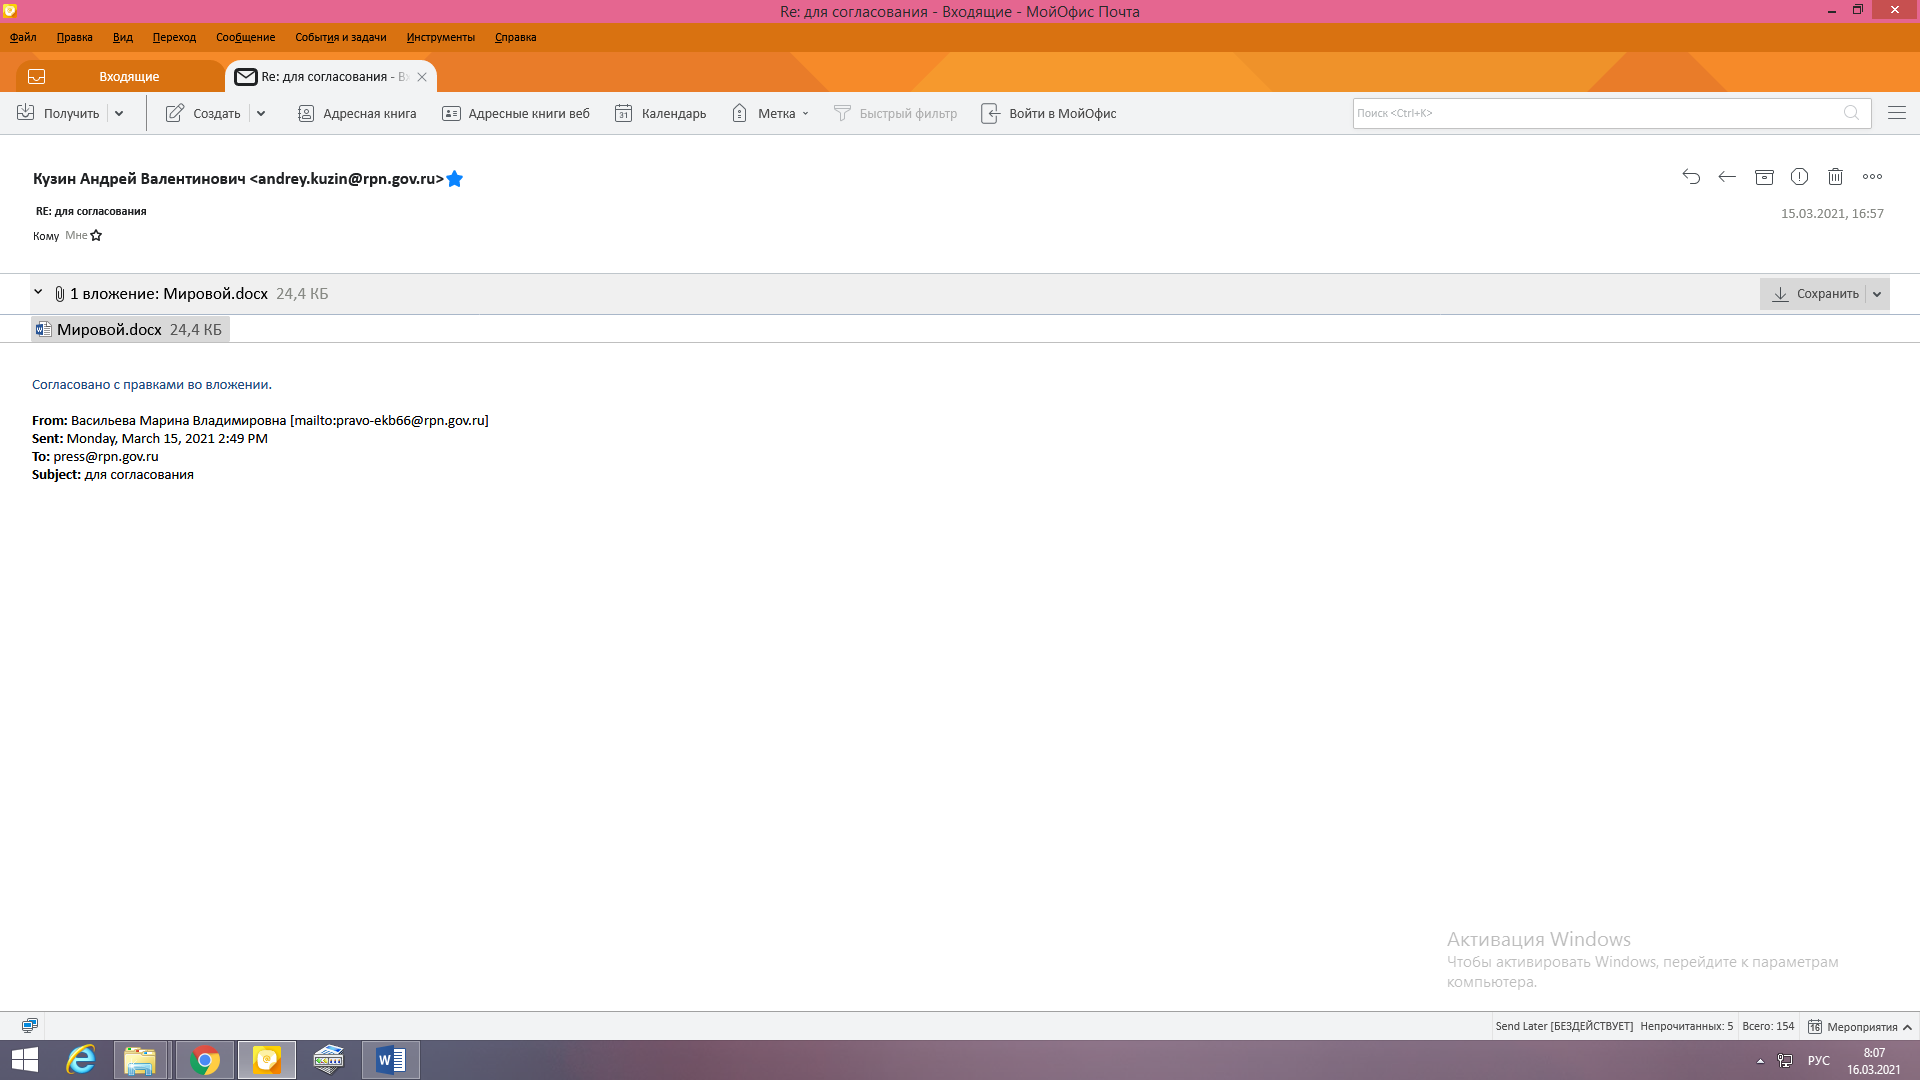 Re: для согласования - Входящие - МойОфис Почта
Файл Правка Вид Переход Сообщение События и задачи Инструменты Справка
Входящие Re: для согласования - В
Получить Создать Адресная книга Адресные книги веб 31 Календарь Метка Быстрый фильтр Войти в МойОфис Поиск <Ctrl+K>
Кузин Андрей Валентинович <andrey.kuzin@rpn.gov.ru>
RE: для согласования
15.03.2021, 16:57
Кому Мне
1 вложение: Мировой.docx 24,4 КБ Сохранить
Мировой.docx 24,4 КБ
Согласовано с правками во вложении.
From: Васильева Марина Владимировна [mailto:pravo-ekb66@rpn.gov.ru]
Sent: Monday, March 15, 2021 2:49 PM
To: press@rpn.gov.ru
Subject: для согласования
Активация Windows
Чтобы активировать Windows, перейдите к параметрам
компьютера.
Send Later [БЕЗДЕЙСТВУЕТ] Непрочитанных: 5 Всего: 154 16 Мероприятия
РУС 8:07
16.03.2021